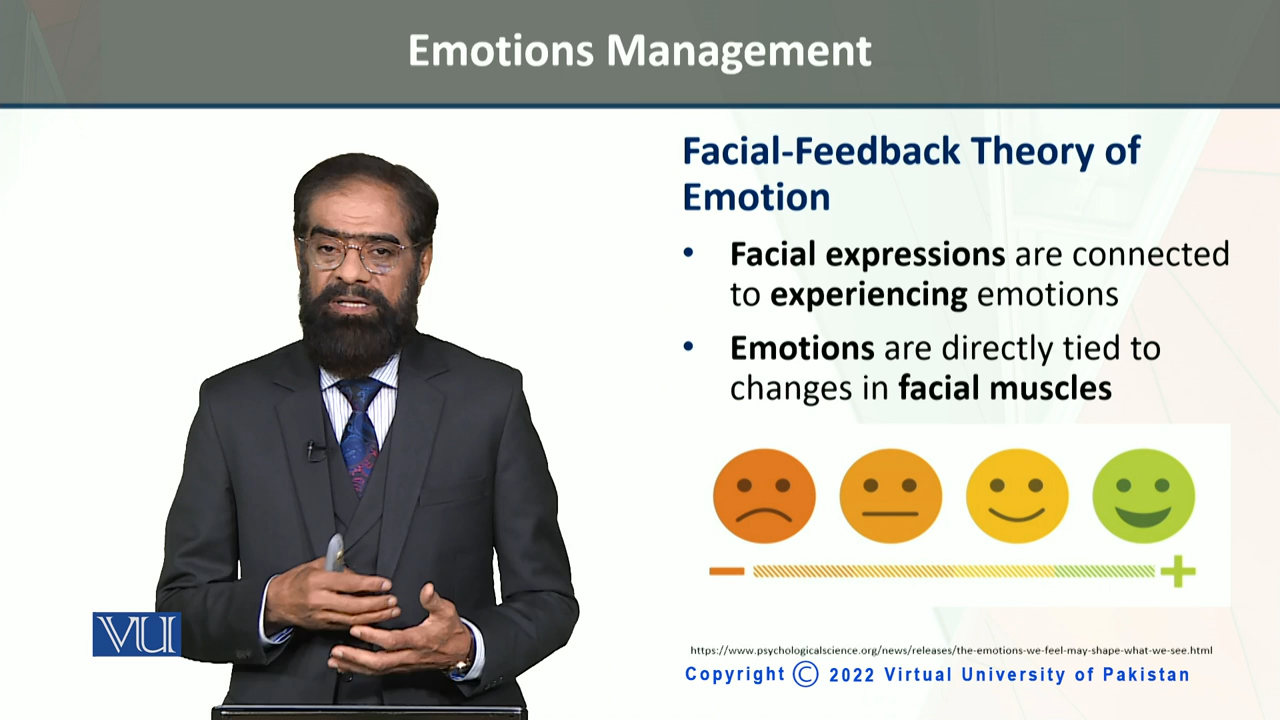 Emotions Management
Facial-Feedback Theory of
Emotion
• Facial expressions are connected
to experiencing emotions
• Emotions are directly tied to
changes in facial muscles
VU
https://www.psychologicalscience.org/news/releases/the-emotions-we-feel-may-shape-what-we-see.html
Copyright © 2022 Virtual University of Pakistan